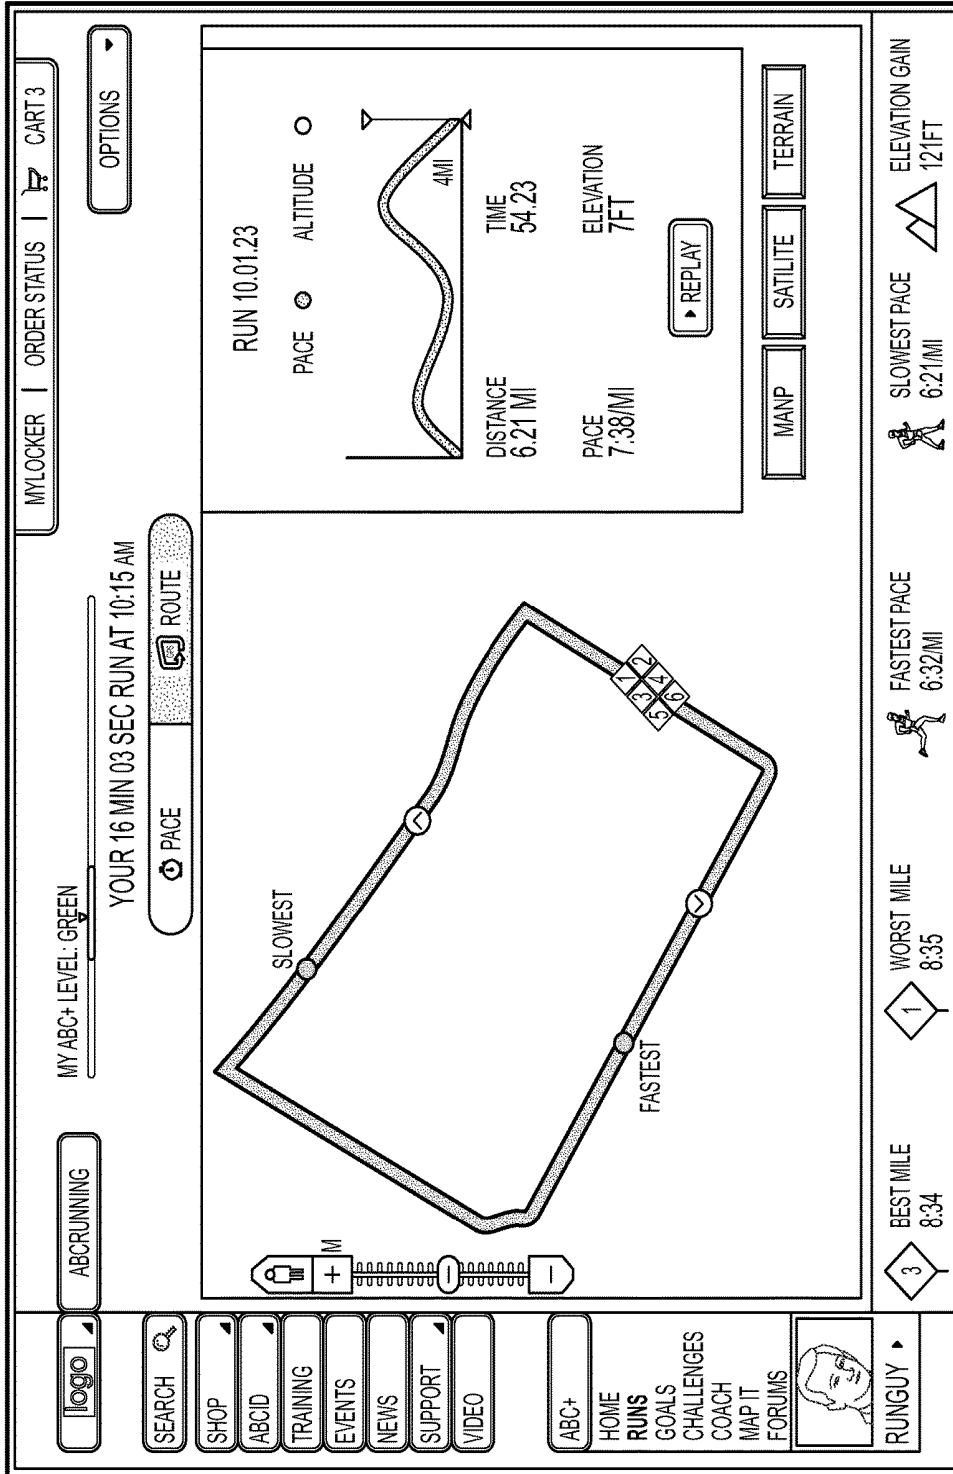 MYLOCKER | ORDER STATUS | CART 3
logo
ABCRUNNING
MY ABC+ LEVEL: GREEN
OPTIONS
YOUR 16 MIN 03 SEC RUN AT 10:15 AM
PACE
ROUTE
SEARCH
SHOP
ABCID
TRAINING
EVENTS
NEWS
SUPPORT
VIDEO
ABC+
HOME
RUNS
GOALS
CHALLENGES
COACH
MAP IT
FORUMS
RUNGUY
+
M
−
−
SLOWEST
FASTEST
1 2
3 4
5 6
RUN 10.01.23
PACE
ALTITUDE
4MI
DISTANCE
6.21 MI
TIME
54.23
PACE
7:38/MI
ELEVATION
7FT
REPLAY
MANP
SATILITE
TERRAIN
3
BEST MILE
8:34
1
WORST MILE
8:35
FASTEST PACE
6:32/MI
SLOWEST PACE
6:21/MI
ELEVATION GAIN
121FT